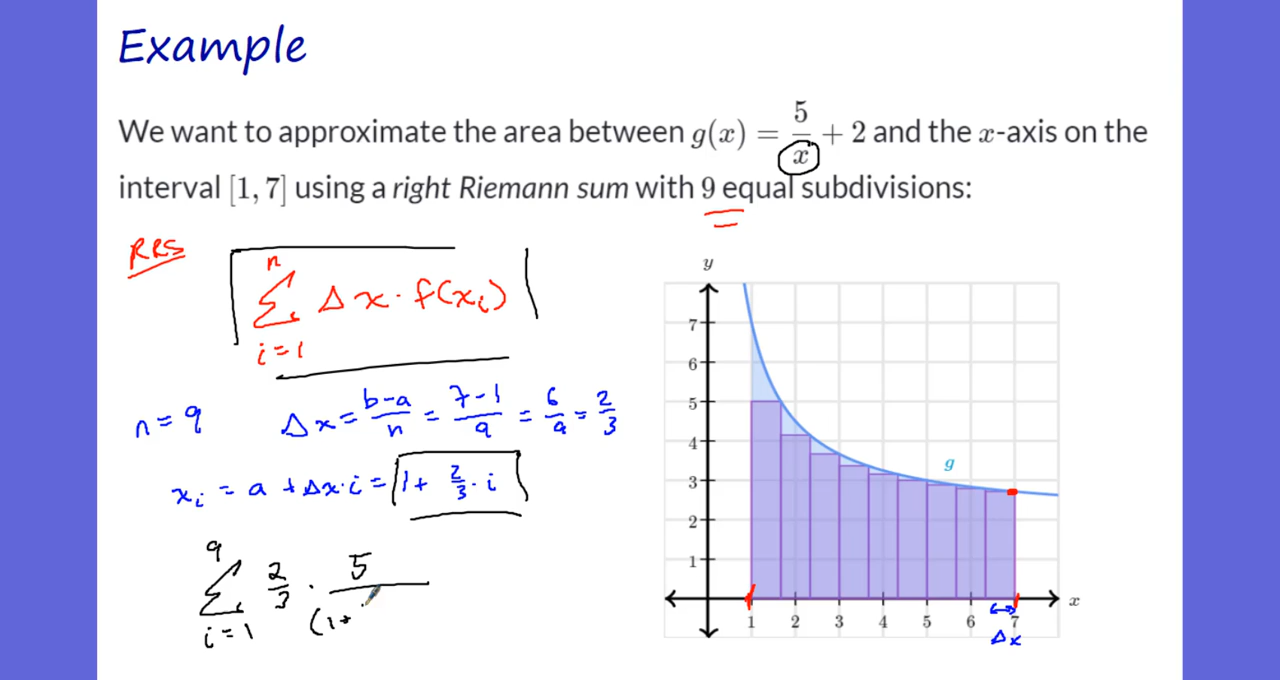 Example
We want to approximate the area between g(x) = 5/x + 2 and the x-axis on the
interval [1, 7] using a right Riemann sum with 9 equal subdivisions:
RRS
n
∑ Δx · f(xᵢ)
i = 1
n = 9 Δx = b-a/n = 7-1/9 = 6/9 = 2/3
xᵢ = a + Δx · i = 1 + 2/3 · i
9
∑ 2/3 · 5/(1+
i = 1
y
7
6
5
4
3
2
1
g
1 2 3 4 5 6 7 x
Δx